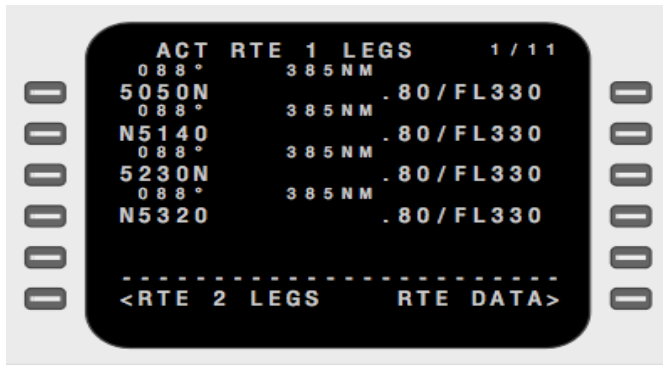 ACT RTE 1 LEGS 1/11
088° 385NM
5050N .80/FL330
088° 385NM
N5140 .80/FL330
088° 385NM
5230N .80/FL330
088° 385NM
N5320 .80/FL330
--------------------------
<RTE 2 LEGS RTE DATA>